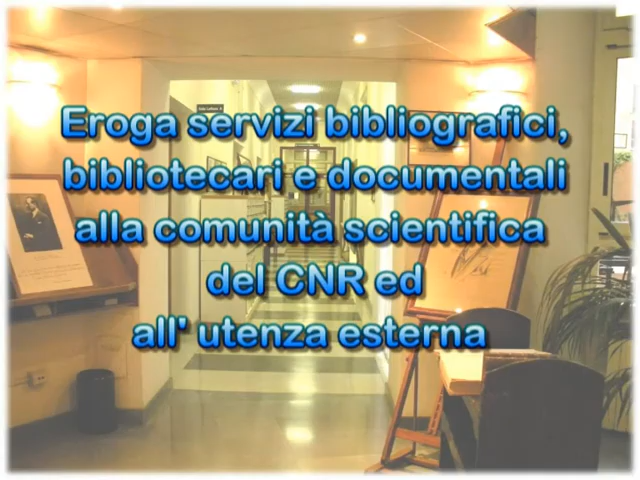 Eroga servizi bibliografici,
bibliotecari e documentali
alla comunità scientifica
del CNR ed
all' utenza esterna